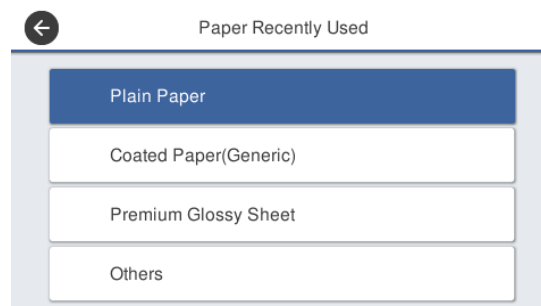 Paper Recently Used
Plain Paper
Coated Paper(Generic)
Premium Glossy Sheet
Others